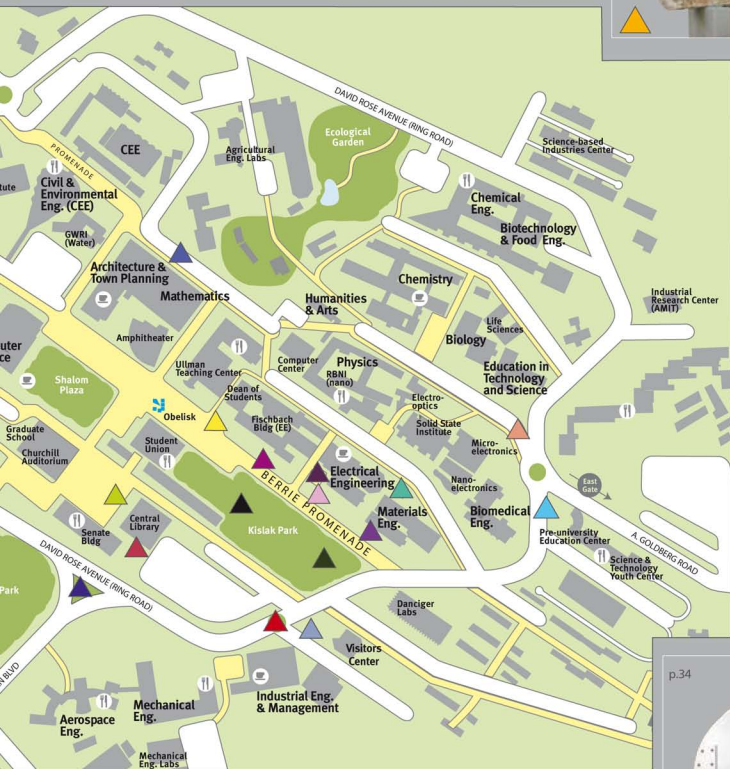 DAVID ROSE AVENUE (RING ROAD)
Ecological
Garden
Science-based
Industries Center
PROMENADE
CEE
Agricultural
Eng. Labs
tute
Civil &
Environmental
Eng. (CEE)
Chemical
Eng.
Biotechnology
& Food Eng.
GWRI
(Water)
Architecture &
Town Planning
Mathematics
Chemistry
Humanities
& Arts
Industrial
Research Center
(AMIT)
Life
Sciences
Biology
uter
ce
Amphitheater
Ullman
Teaching Center
Computer
Center
Physics
RBNI
(nano)
Education in
Technology
and Science
Shalom
Plaza
Dean of
Students
Electro-
optics
Obelisk
Fischbach
Bldg (EE)
Solid State
Institute
Graduate
School
Churchill
Auditorium
Student
Union
Micro-
electronics
Electrical
Engineering
Nano-
electronics
East
Gate
BERRIE PROMENADE
Materials
Eng.
Biomedical
Eng.
Kislak Park
Central
Library
Senate
Bldg
Pre-university
Education Center
A. GOLDBERG ROAD
Science &
Technology
Youth Center
DAVID ROSE AVENUE (RING ROAD)
Park
Danciger
Labs
Visitors
Center
N BLVD
p.34
Industrial Eng.
& Management
Mechanical
Eng.
Aerospace
Eng.
Mechanical
Eng. Labs